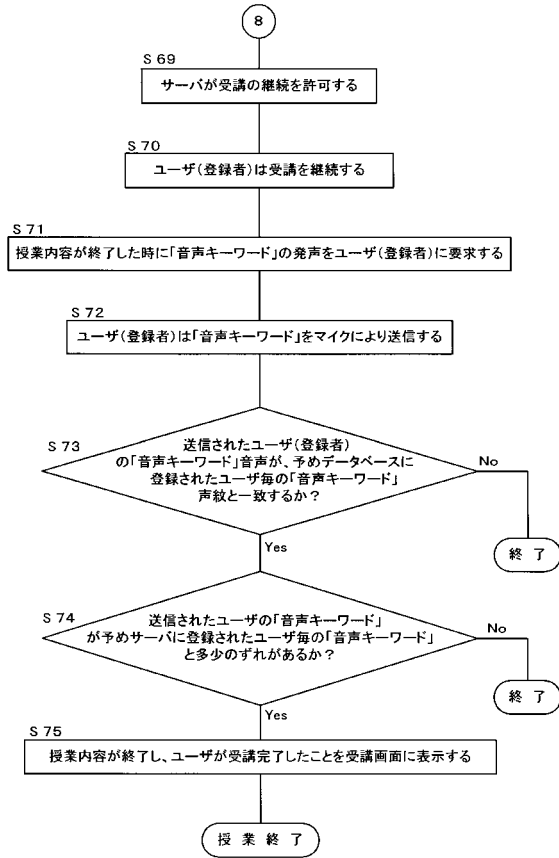 8
S 69
サーバが受講の継続を許可する
S 70
ユーザ(登録者)は受講を継続する
S 71
授業内容が終了した時に「音声キーワード」の発声をユーザ(登録者)に要求する
S 72
ユーザ(登録者)は「音声キーワード」をマイクにより送信する
S 73
送信されたユーザ(登録者)
の「音声キーワード」音声が、予めデータベースに
登録されたユーザ毎の「音声キーワード」
声紋と一致するか?
No
終 了
Yes
S 74
送信されたユーザの「音声キーワード」
が予めサーバに登録されたユーザ毎の「音声キーワード」
と多少のずれがあるか?
No
終 了
Yes
S 75
授業内容が終了し、ユーザが受講完了したことを受講画面に表示する
授 業 終 了